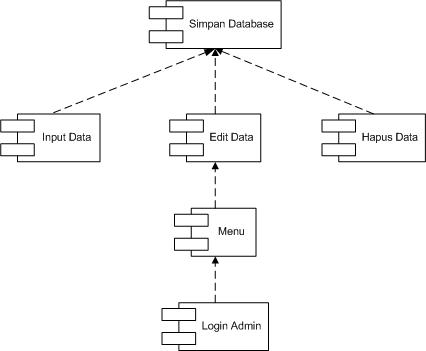 Simpan Database
Input Data
Edit Data
Hapus Data
Menu
Login Admin